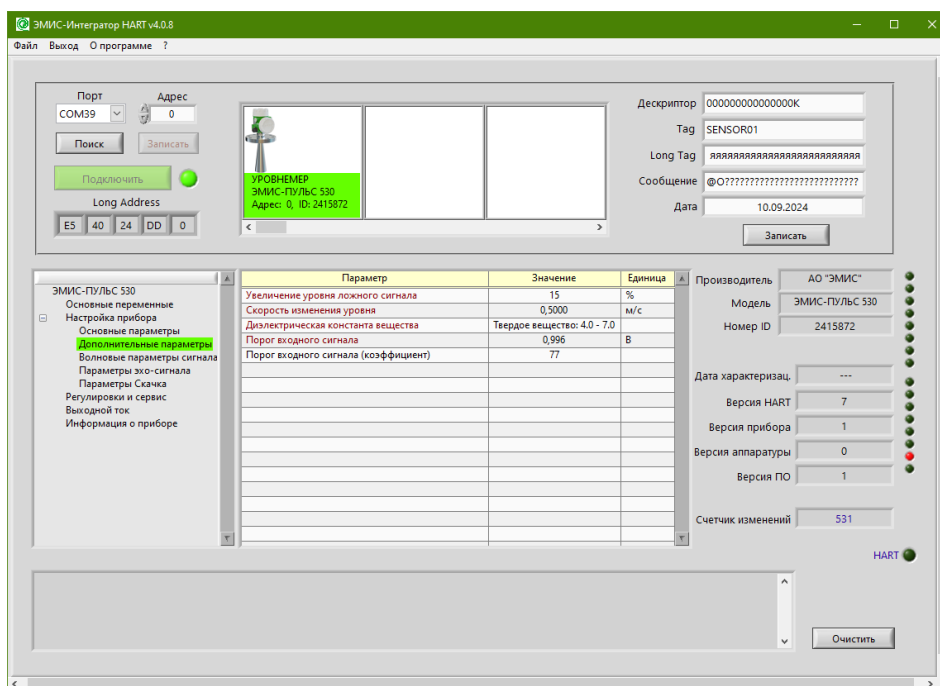 ЭМИС-Интегратор HART v4.0.8
Файл Выход О программе ?
Порт Адрес
COM39 0
Поиск Записать
Подключить
Long Address
E5 40 24 DD 0
УРОВНЕМЕР
ЭМИС-ПУЛЬС 530
Адрес: 0, ID: 2415872
Дескриптор 000000000000000K
Tag SENSOR01
Long Tag
Сообщение
Дата 10.09.2024
Записать
ЭМИС-ПУЛЬС 530
Основные переменные
Настройка прибора
Основные параметры
Дополнительные параметры
Волновые параметры сигнала
Параметры эхо-сигнала
Параметры Скачка
Регулировки и сервис
Выходной ток
Информация о приборе
Параметр Значение Единица
Увеличение уровня ложного сигнала 15 %
Скорость изменения уровня 0,5000 м/с
Диэлектрическая константа вещества Твердое вещество: 4.0 - 7.0
Порог входного сигнала 0,996 В
Порог входного сигнала (коэффициент) 77
Производитель АО "ЭМИС"
Модель ЭМИС-ПУЛЬС 530
Номер ID 2415872
Дата характеризац. ---
Версия HART 7
Версия прибора 1
Версия аппаратуры 0
Версия ПО 1
Счетчик изменений 531
HART
Очистить